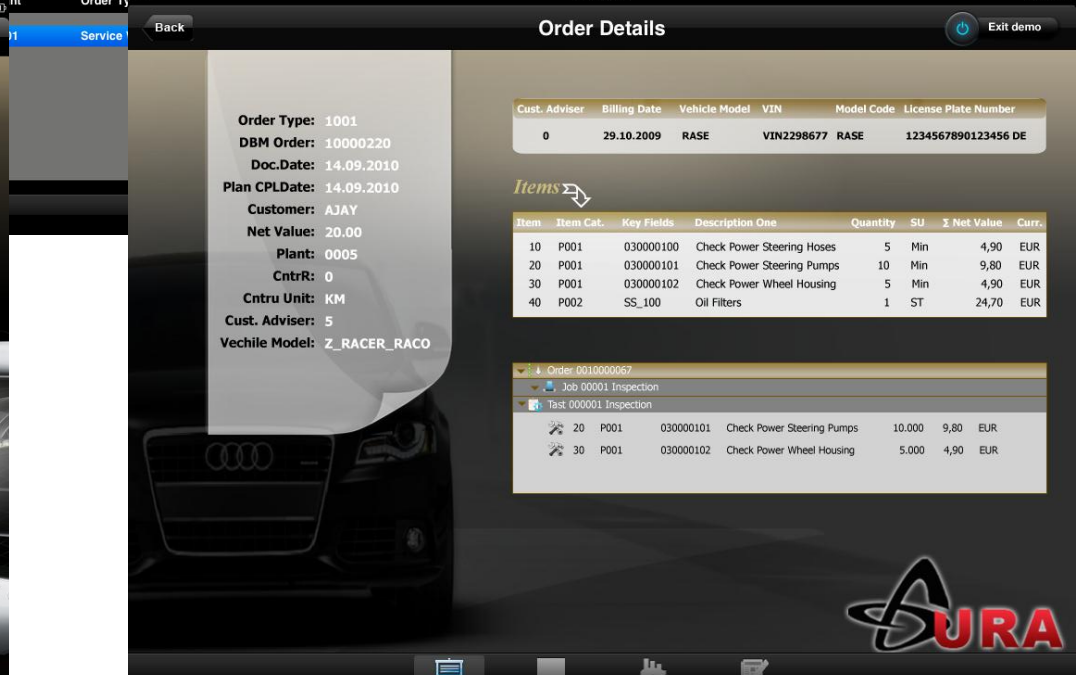 Order Ty
01
Service
Back
Order Details
Exit demo
Order Type: 1001
DBM Order: 10000220
Doc.Date: 14.09.2010
Plan CPLDate: 14.09.2010
Customer: AJAY
Net Value: 20.00
Plant: 0005
CntrR: 0
Cntru Unit: KM
Cust. Adviser: 5
Vechile Model: Z_RACER_RACO
Cust. Adviser Billing Date Vehicle Model VIN Model Code License Plate Number
0 29.10.2009 RASE VIN2298677 RASE 1234567890123456 DE
Items
Item Item Cat. Key Fields Description One Quantity SU Σ Net Value Curr.
10 P001 030000100 Check Power Steering Hoses 5 Min 4,90 EUR
20 P001 030000101 Check Power Steering Pumps 10 Min 9,80 EUR
30 P001 030000102 Check Power Wheel Housing 5 Min 4,90 EUR
40 P002 SS_100 Oil Filters 1 ST 24,70 EUR
Order 0010000067
Job 00001 Inspection
Tast 000001 Inspection
20 P001 030000101 Check Power Steering Pumps 10.000 9,80 EUR
30 P001 030000102 Check Power Wheel Housing 5.000 4,90 EUR
AURA